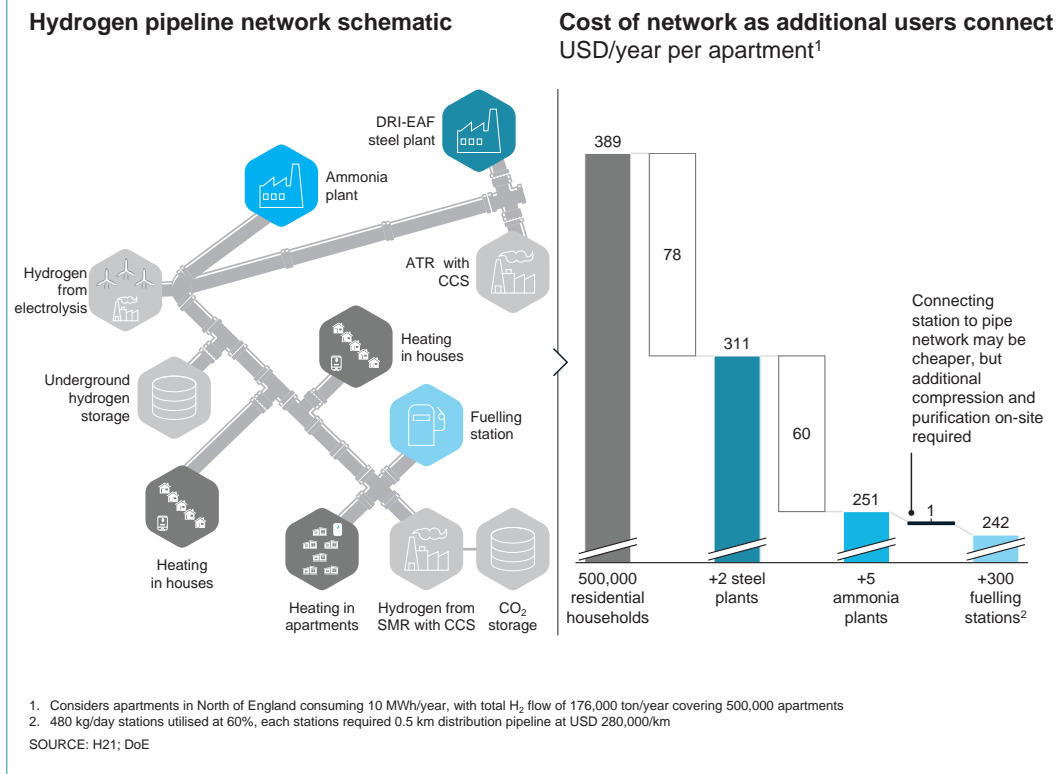 Hydrogen pipeline network schematic
DRI-EAF
steel plant
Ammonia
plant
ATR with
CCS
Hydrogen
from
electrolysis
Heating
in houses
Underground
hydrogen
storage
Fuelling
station
Heating
in houses
Heating in
apartments
Hydrogen from
SMR with CCS
CO₂
storage
Cost of network as additional users connect
USD/year per apartment¹
389
78
311
60
251
1
242
Connecting
station to pipe
network may be
cheaper, but
additional
compression and
purification on-site
required
500,000
residential
households
+2 steel
plants
+5
ammonia
plants
+300
fuelling
stations²
1. Considers apartments in North of England consuming 10 MWh/year, with total H₂ flow of 176,000 ton/year covering 500,000 apartments
2. 480 kg/day stations utilised at 60%, each stations required 0.5 km distribution pipeline at USD 280,000/km
SOURCE: H21; DoE